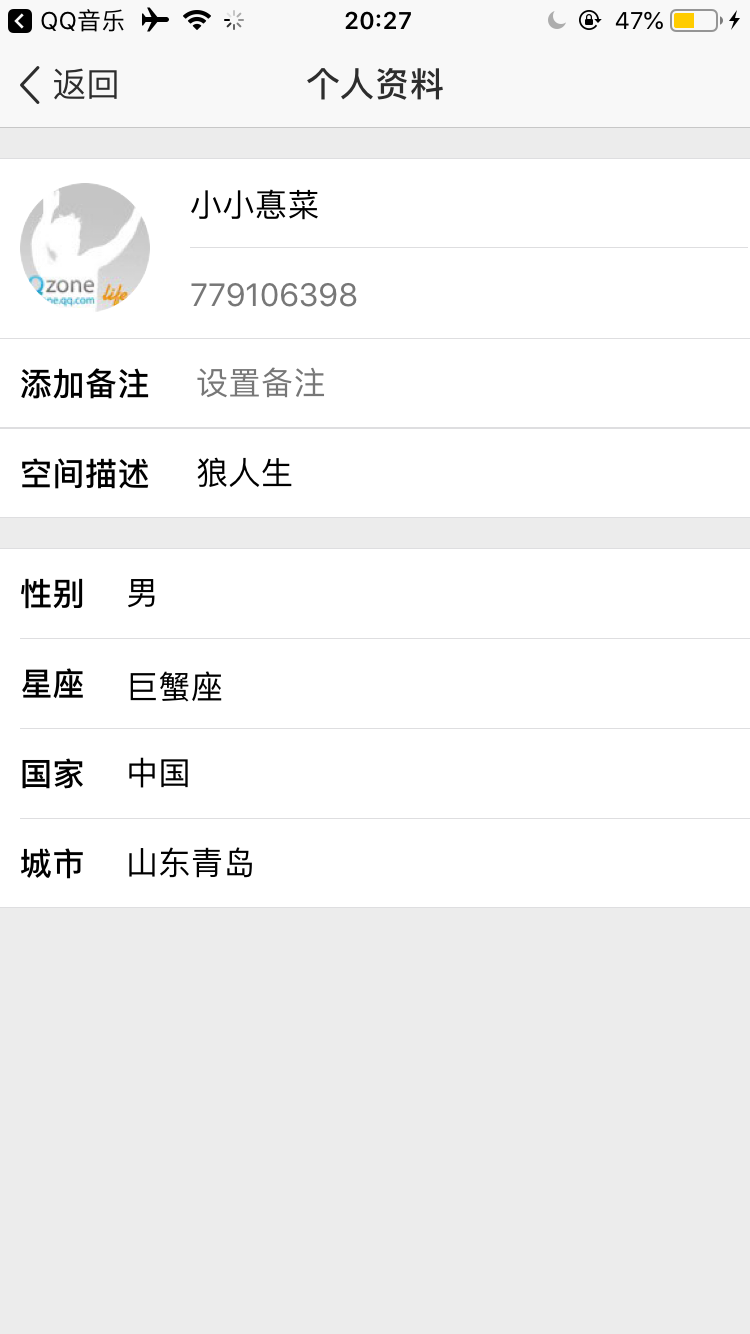 QQ音乐 20:27 47%
返回 个人资料
小小惪菜
zone
ne.qq.com life
779106398
添加备注 设置备注
空间描述 狼人生
性别 男
星座 巨蟹座
国家 中国
城市 山东青岛